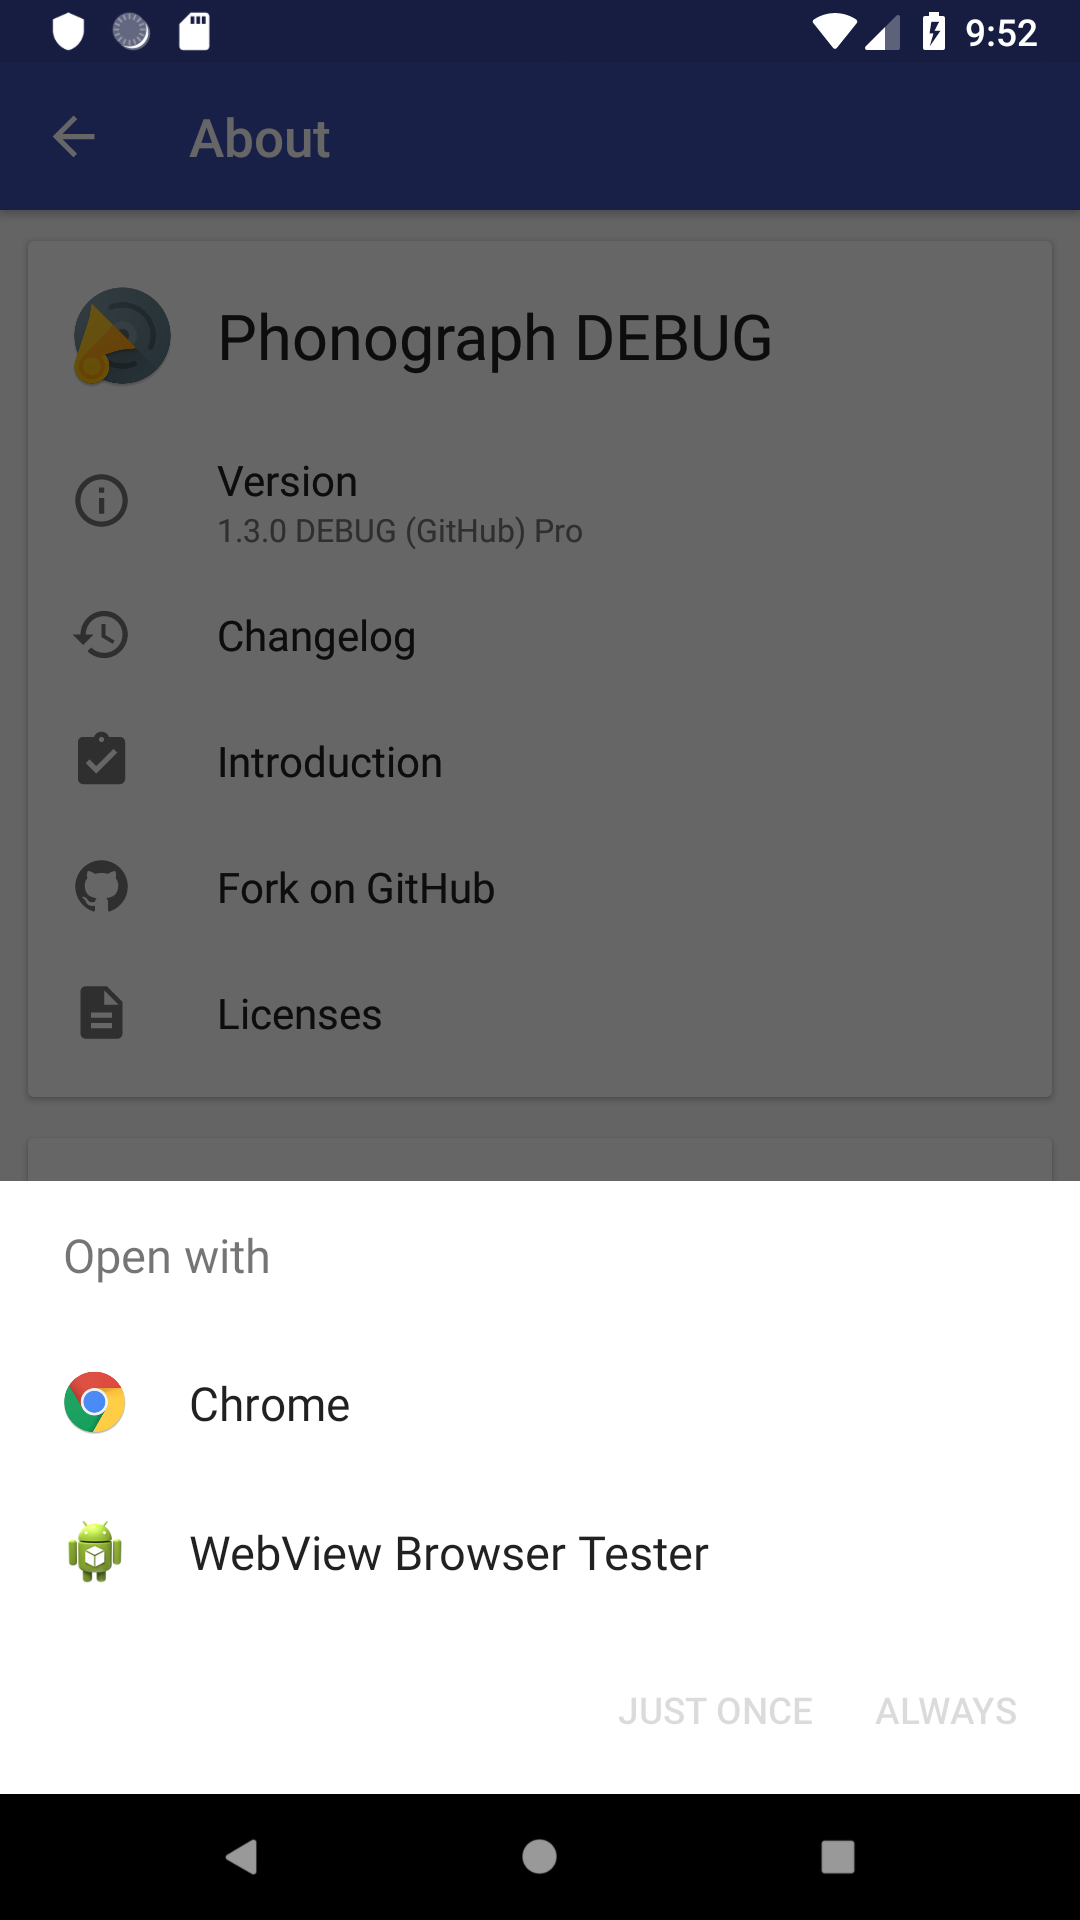 9:52
About
Phonograph DEBUG
Version
1.3.0 DEBUG (GitHub) Pro
Changelog
Introduction
Fork on GitHub
Licenses
Open with
Chrome
WebView Browser Tester
JUST ONCE ALWAYS